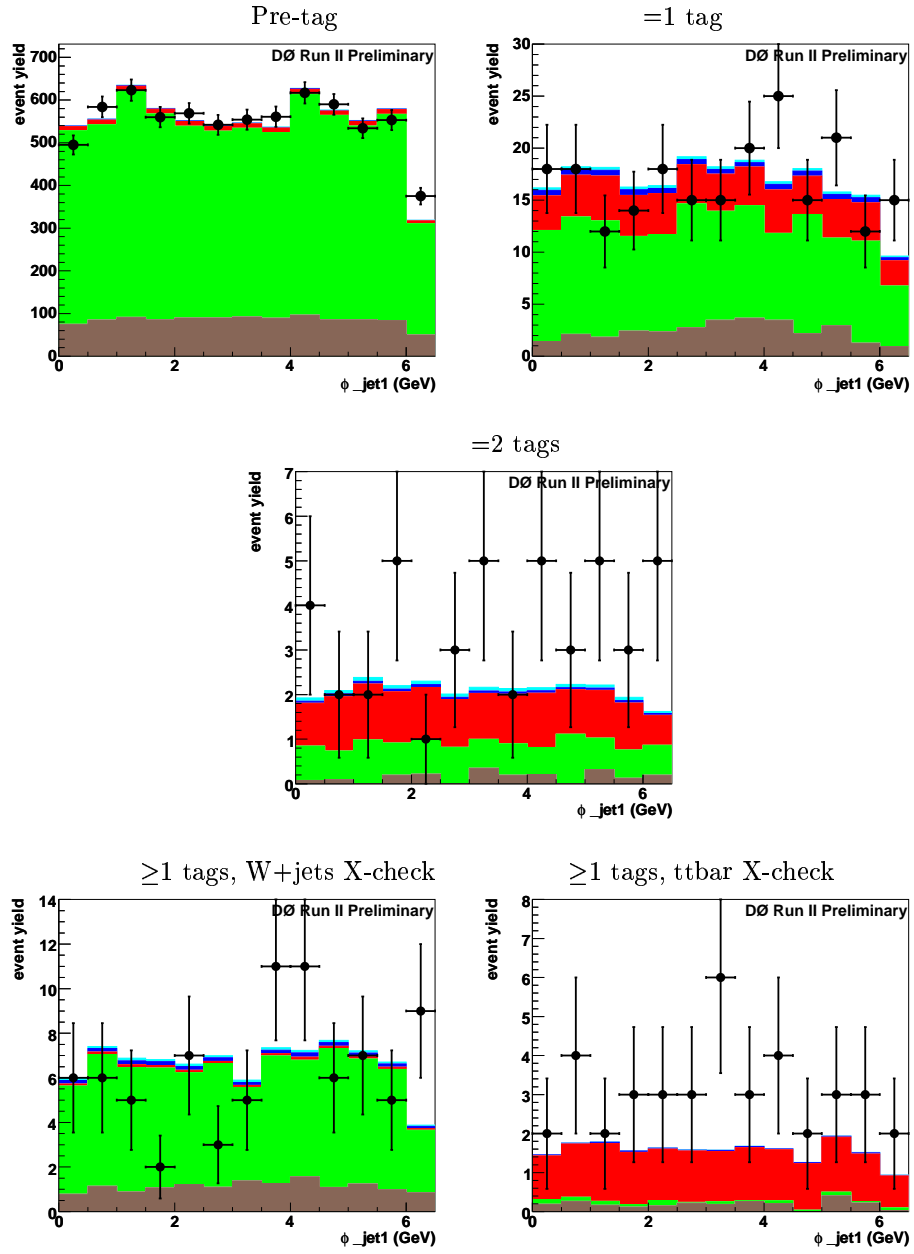 Pre-tag
=1 tag
event yield
DØ Run II Preliminary
700
600
500
400
300
200
100
0
0 2 4 6
ϕ_jet1 (GeV)
event yield
DØ Run II Preliminary
30
25
20
15
10
5
0
0 2 4 6
ϕ_jet1 (GeV)
=2 tags
event yield
DØ Run II Preliminary
7
6
5
4
3
2
1
0
0 2 4 6
ϕ_jet1 (GeV)
≥1 tags, W+jets X-check
≥1 tags, ttbar X-check
event yield
DØ Run II Preliminary
14
12
10
8
6
4
2
0
0 2 4 6
ϕ_jet1 (GeV)
event yield
DØ Run II Preliminary
8
7
6
5
4
3
2
1
0
0 2 4 6
ϕ_jet1 (GeV)